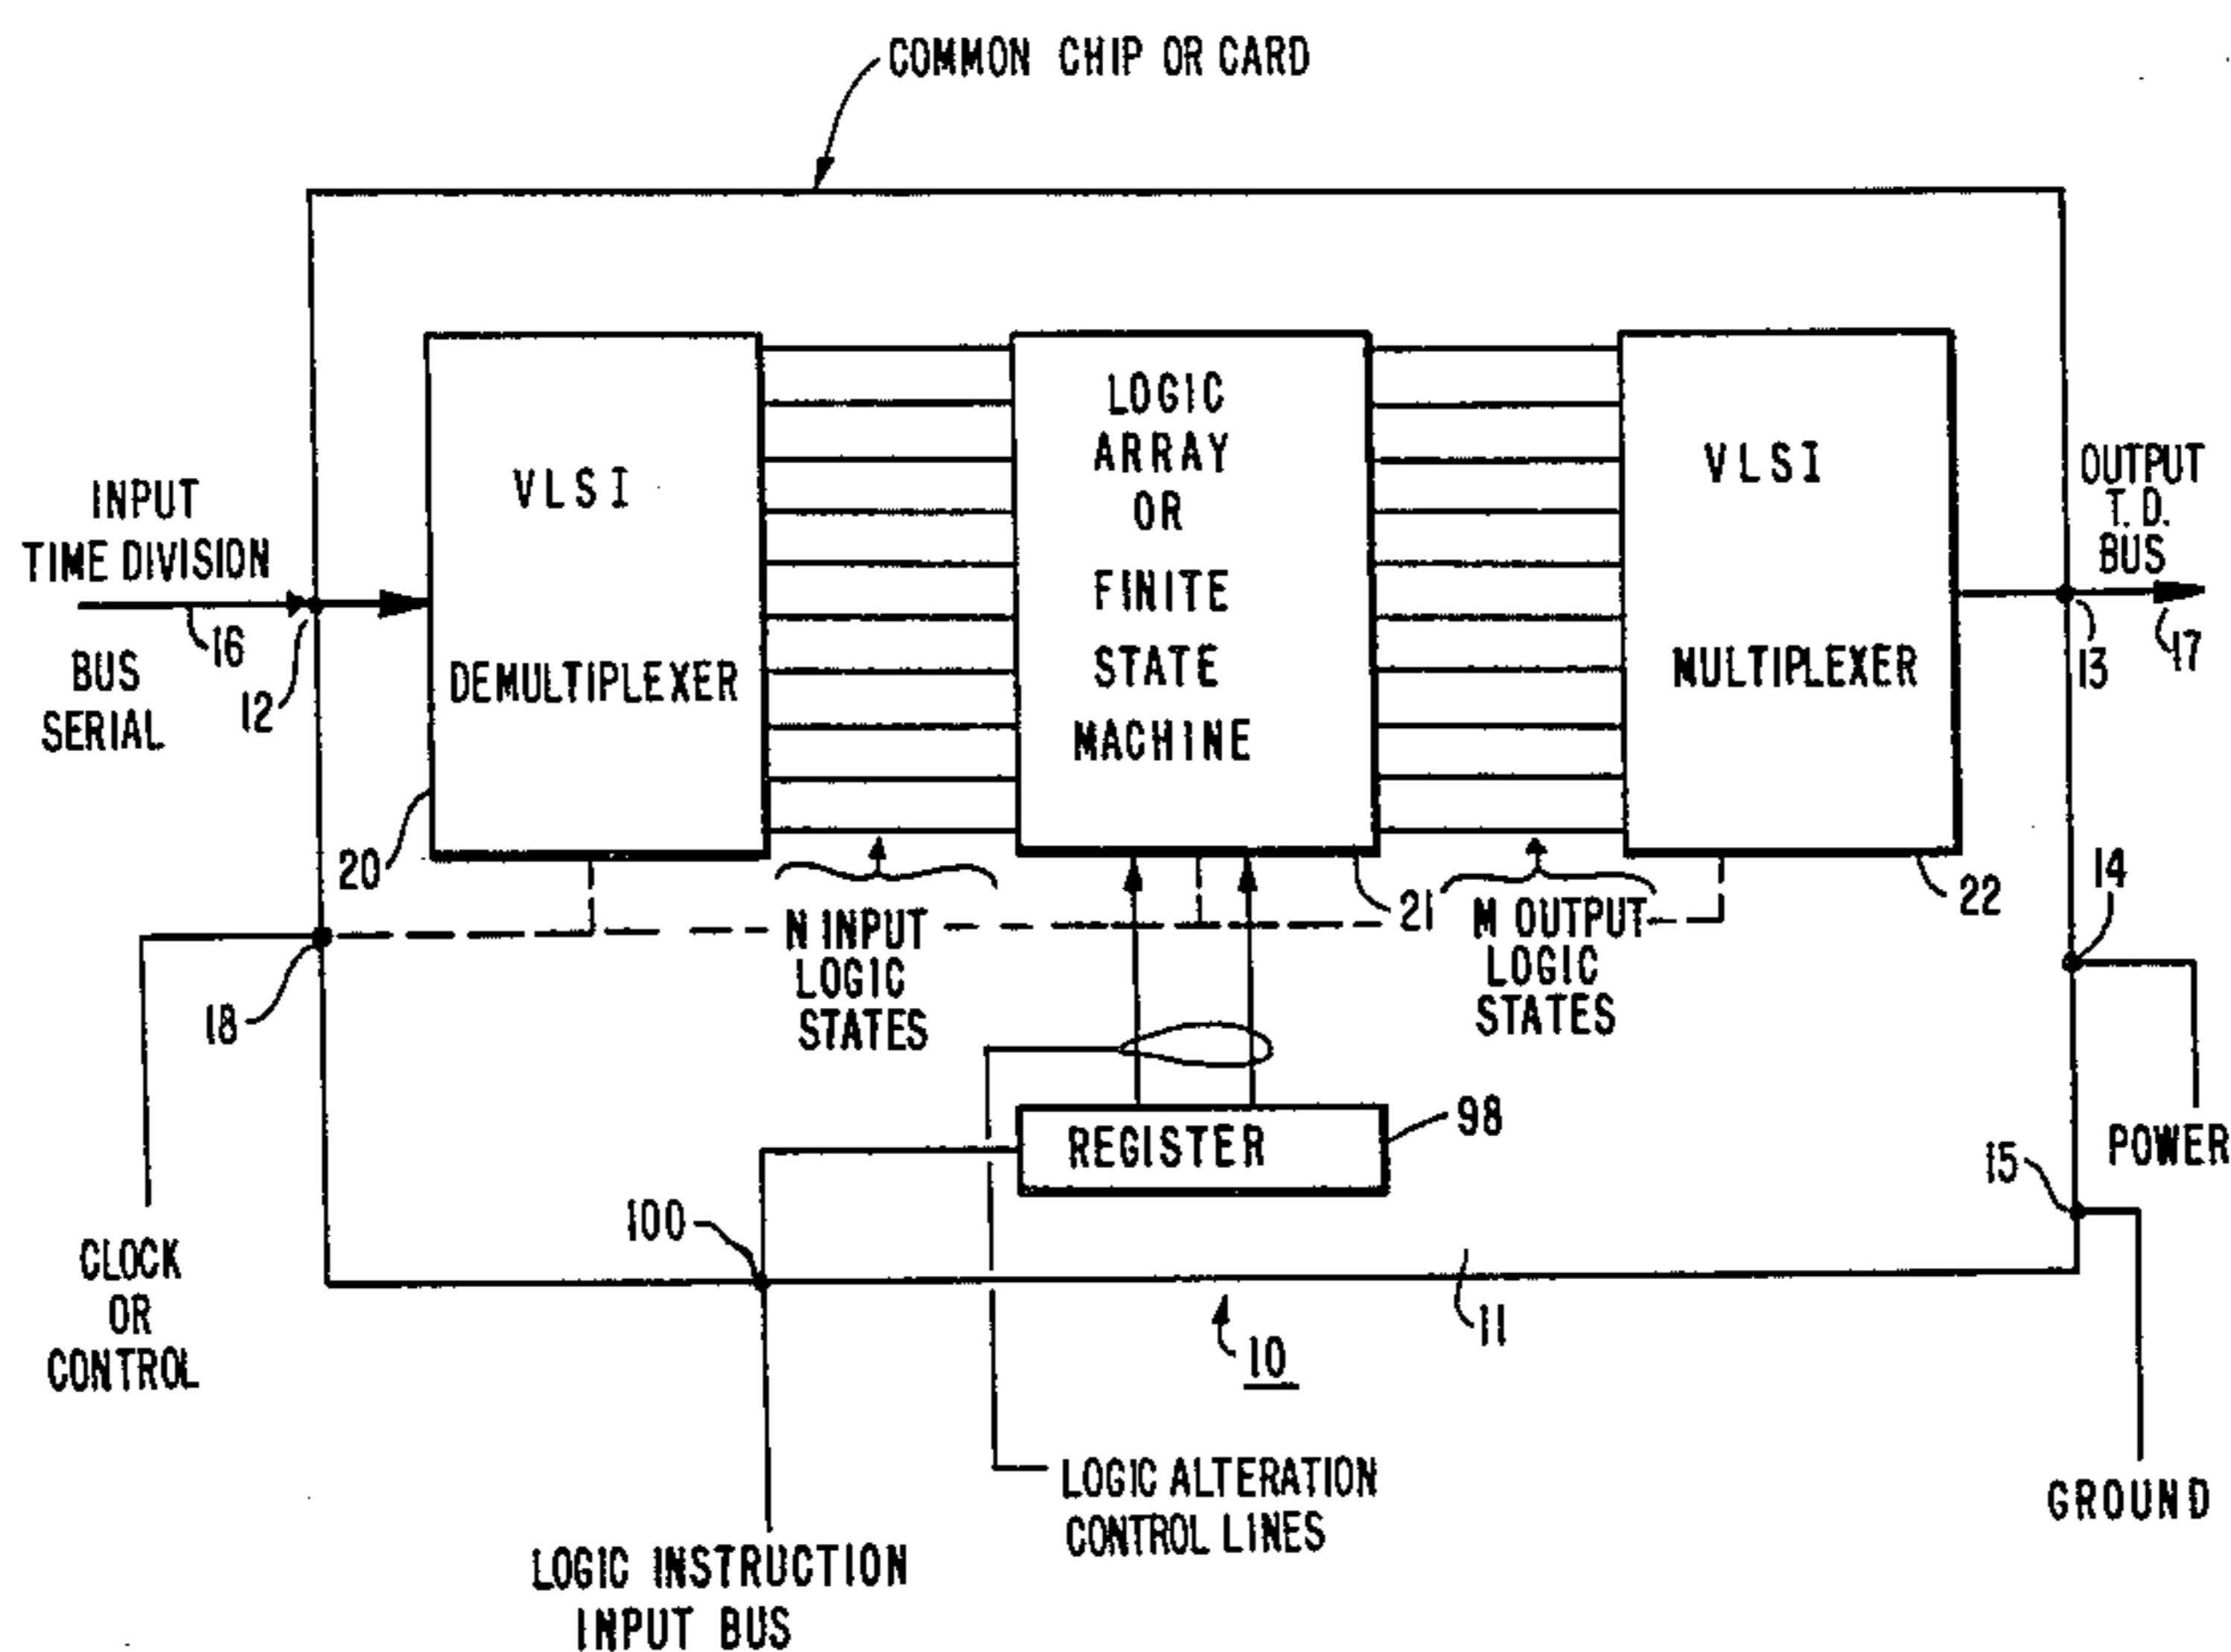 COMMON CHIP OR CARD
INPUT
TIME DIVISION
16
BUS
SERIAL
12
VLSI
DEMULTIPLEXER
20
LOGIC
ARRAY
OR
FINITE
STATE
MACHINE
21
VLSI
MULTIPLEXER
22
OUTPUT
T. D.
BUS
13
17
N INPUT
LOGIC
STATES
M OUTPUT
LOGIC
STATES
18
14
REGISTER
98
POWER
15
100
CLOCK
OR
CONTROL
11
10
LOGIC ALTERATION
CONTROL LINES
GROUND
LOGIC INSTRUCTION
INPUT BUS